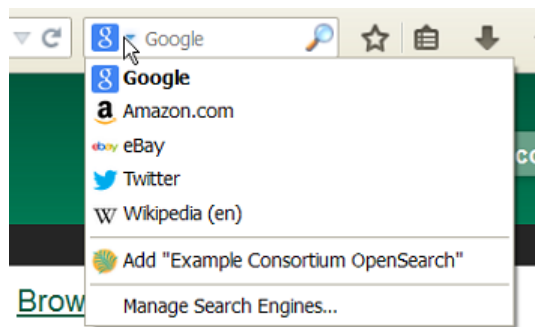 Google
Google
Amazon.com
eBay
Twitter
Wikipedia (en)
Add "Example Consortium OpenSearch"
Brow
Manage Search Engines...